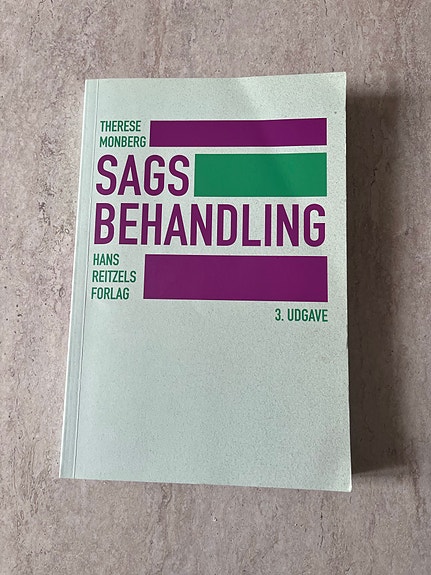 THERESE
MONBERG
SAGS
BEHANDLING
HANS
REITZELS
FORLAG
3. UDGAVE